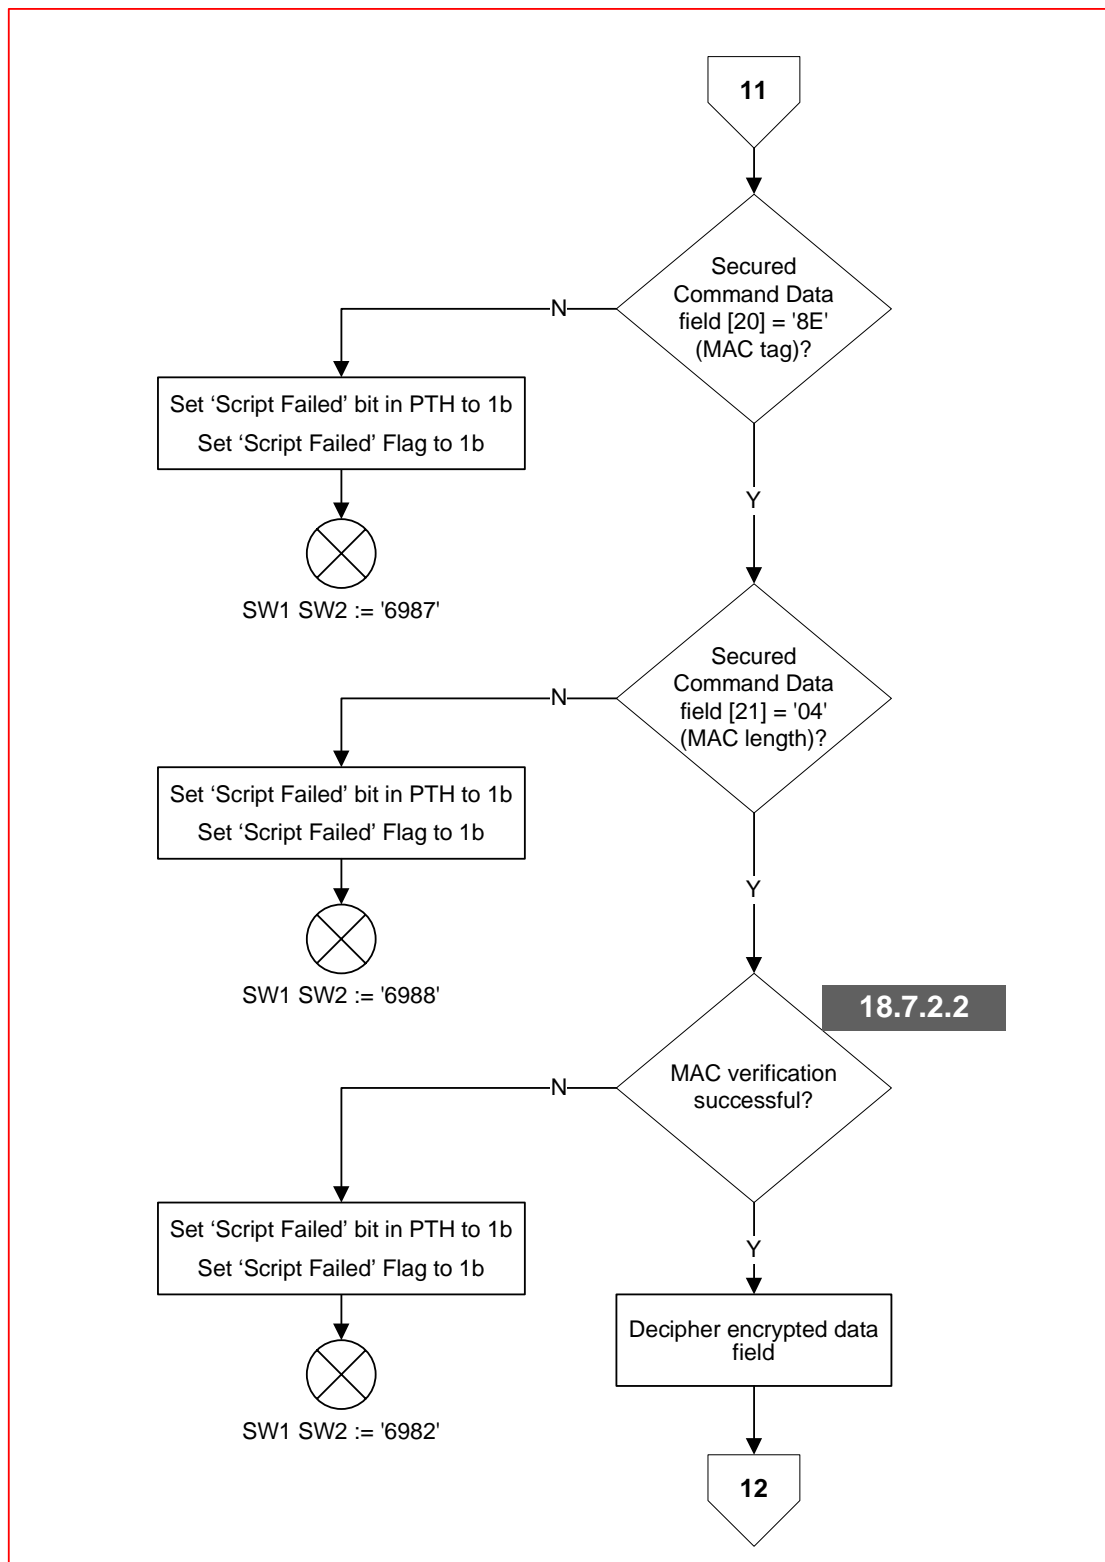 11
Secured
Command Data
field [20] = '8E'
(MAC tag)?
N
Set ‘Script Failed’ bit in PTH to 1b
Set ‘Script Failed’ Flag to 1b
Y
SW1 SW2 := '6987'
Secured
Command Data
field [21] = '04'
(MAC length)?
N
Set ‘Script Failed’ bit in PTH to 1b
Set ‘Script Failed’ Flag to 1b
Y
SW1 SW2 := '6988'
18.7.2.2
MAC verification
successful?
N
Set ‘Script Failed’ bit in PTH to 1b
Set ‘Script Failed’ Flag to 1b
Y
Decipher encrypted data
field
SW1 SW2 := '6982'
12